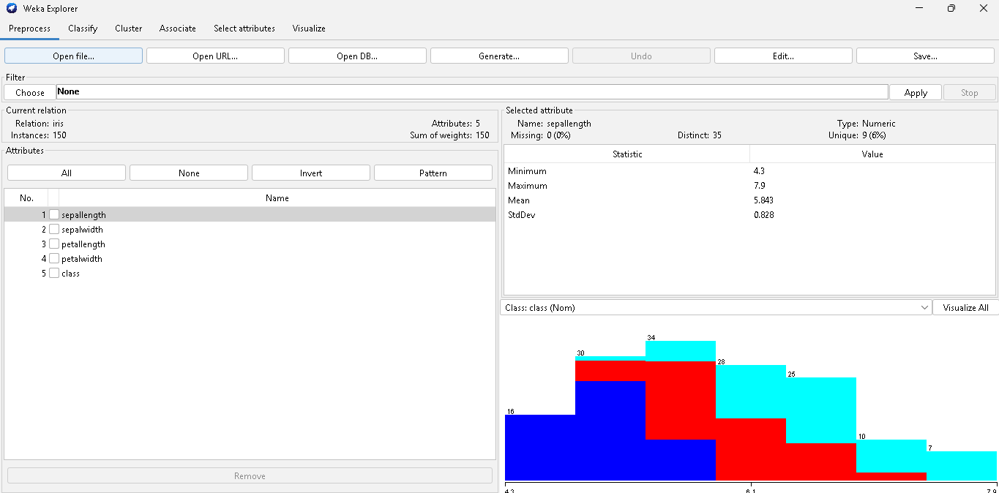 Weka Explorer
Preprocess Classify Cluster Associate Select attributes Visualize
Open file... Open URL... Open DB... Generate... Undo Edit... Save...
Filter
Choose None Apply Stop
Current relation
Relation: iris Attributes: 5
Instances: 150 Sum of weights: 150
Attributes
All None Invert Pattern
No. Name
1 sepallength
2 sepalwidth
3 petallength
4 petalwidth
5 class
Remove
Selected attribute
Name: sepallength Type: Numeric
Missing: 0 (0%) Distinct: 35 Unique: 9 (6%)
Statistic Value
Minimum 4.3
Maximum 7.9
Mean 5.843
StdDev 0.828
Class: class (Nom) Visualize All
16 30 34 28 25 10 7
4.3 6.1 7.9